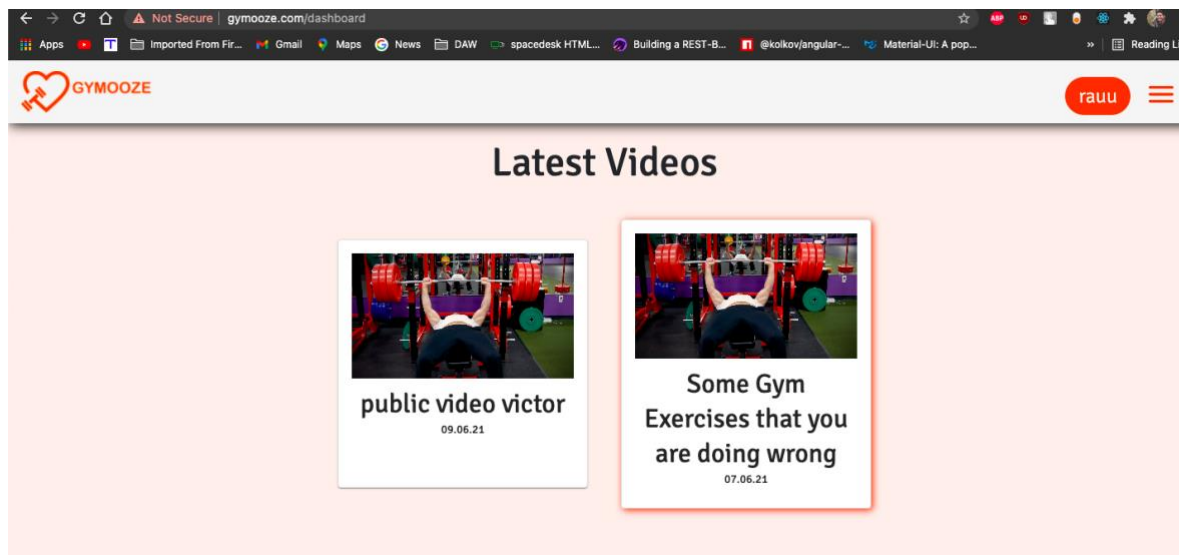 Not Secure | gymooze.com/dashboard
ABP
Apps T Imported From Fir... Gmail Maps News DAW spacedesk HTML... Building a REST-B... @kolkov/angular-... Material-UI: A pop... » Reading Li
GYMOOZE
rauu
Latest Videos
public video victor
09.06.21
Some Gym
Exercises that you
are doing wrong
07.06.21